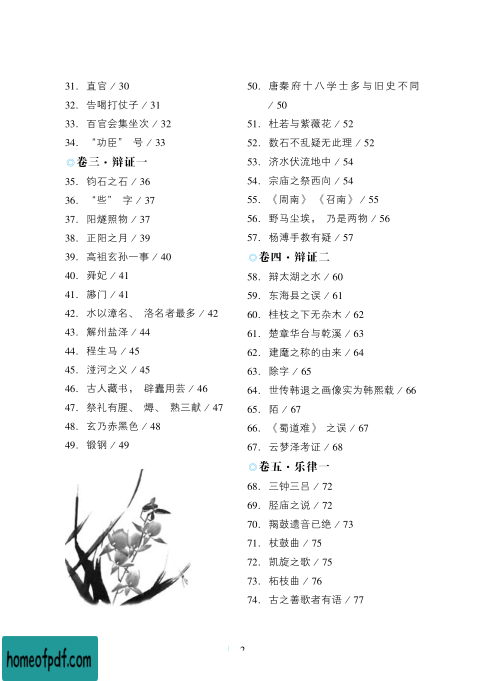 31. 直官 / 30
32. 告喝打仗子 / 31
33. 百官会集坐次 / 32
34. “功臣” 号 / 33
◎卷三·辩证一
35. 钧石之石 / 36
36. “些” 字 / 37
37. 阳燧照物 / 37
38. 正阳之月 / 39
39. 高祖玄孙一事 / 40
40. 舜妃 / 41
41. 㴲门 / 41
42. 水以漳名、 洛名者最多 / 42
43. 解州盐泽 / 44
44. 程生马 / 45
45. 湟河之义 / 45
46. 古人藏书， 辟蠹用芸 / 46
47. 祭礼有腥、 燖、 熟三献 / 47
48. 玄乃赤黑色 / 48
49. 锻钢 / 49
50. 唐秦府十八学士多与旧史不同
/ 50
51. 杜若与紫薇花 / 52
52. 数石不乱疑无此理 / 52
53. 济水伏流地中 / 54
54. 宗庙之祭西向 / 54
55. 《周南》 《召南》 / 55
56. 野马尘埃， 乃是两物 / 56
57. 杨溥手教有疑 / 57
◎卷四·辩证二
58. 辩太湖之水 / 60
59. 东海县之误 / 61
60. 桂枝之下无杂木 / 62
61. 楚章华台与乾溪 / 63
62. 建麾之称的由来 / 64
63. 除字 / 65
64. 世传韩退之画像实为韩熙载 / 66
65. 陌 / 67
66. 《蜀道难》 之误 / 67
67. 云梦泽考证 / 68
◎卷五·乐律一
68. 三钟三吕 / 72
69. 胫庙之说 / 72
70. 羯鼓遗音已绝 / 73
71. 杖鼓曲 / 75
72. 凯旋之歌 / 75
73. 柘枝曲 / 76
74. 古之善歌者有语 / 77
2
homeofpdf.com